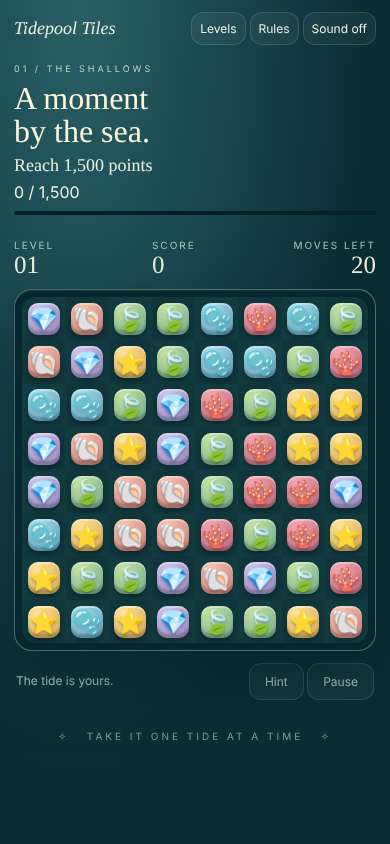 Tidepool Tiles
Levels
Rules
Sound off
01 / THE SHALLOWS
A moment
by the sea.
Reach 1,500 points
0 / 1,500
LEVEL
SCORE
MOVES LEFT
01
0
20
The tide is yours.
Hint
Pause
✧ TAKE IT ONE TIDE AT A TIME ✧